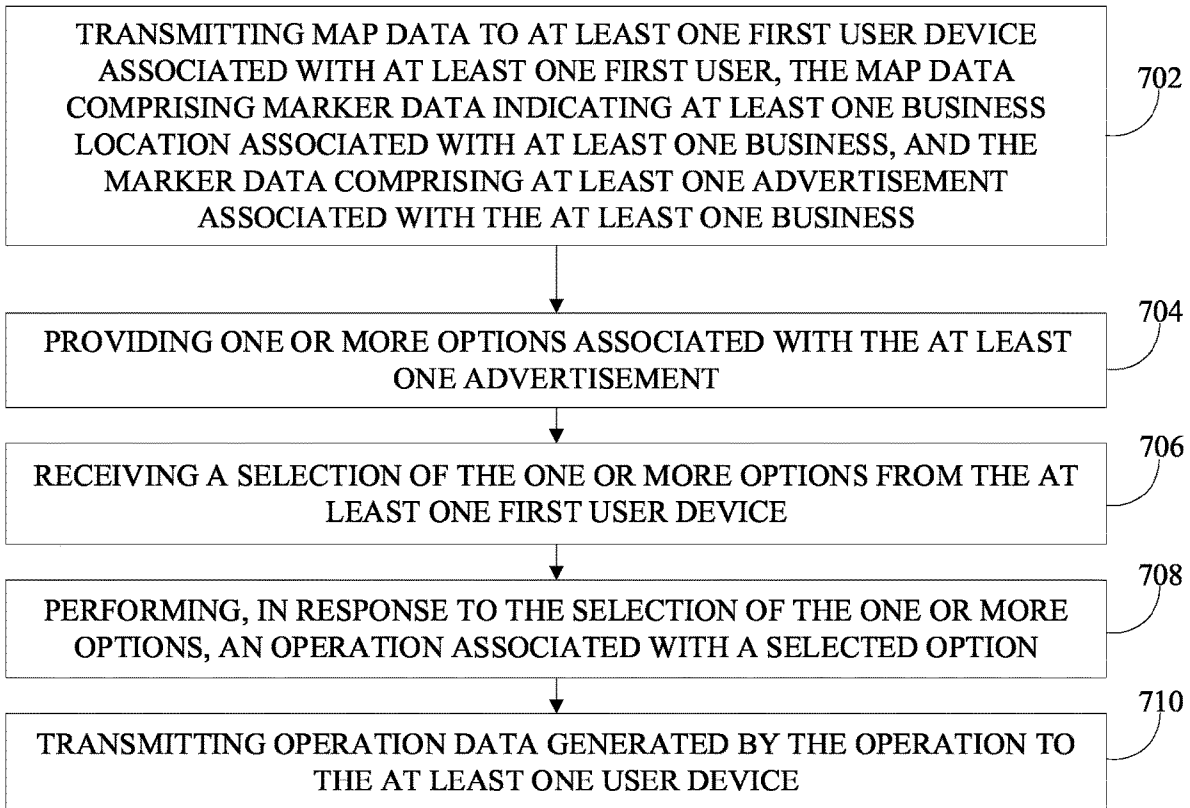 TRANSMITTING MAP DATA TO AT LEAST ONE FIRST USER DEVICE
ASSOCIATED WITH AT LEAST ONE FIRST USER, THE MAP DATA
COMPRISING MARKER DATA INDICATING AT LEAST ONE BUSINESS
LOCATION ASSOCIATED WITH AT LEAST ONE BUSINESS, AND THE
MARKER DATA COMPRISING AT LEAST ONE ADVERTISEMENT
ASSOCIATED WITH THE AT LEAST ONE BUSINESS
702
PROVIDING ONE OR MORE OPTIONS ASSOCIATED WITH THE AT LEAST
ONE ADVERTISEMENT
704
RECEIVING A SELECTION OF THE ONE OR MORE OPTIONS FROM THE AT
LEAST ONE FIRST USER DEVICE
706
PERFORMING, IN RESPONSE TO THE SELECTION OF THE ONE OR MORE
OPTIONS, AN OPERATION ASSOCIATED WITH A SELECTED OPTION
708
TRANSMITTING OPERATION DATA GENERATED BY THE OPERATION TO
THE AT LEAST ONE USER DEVICE
710